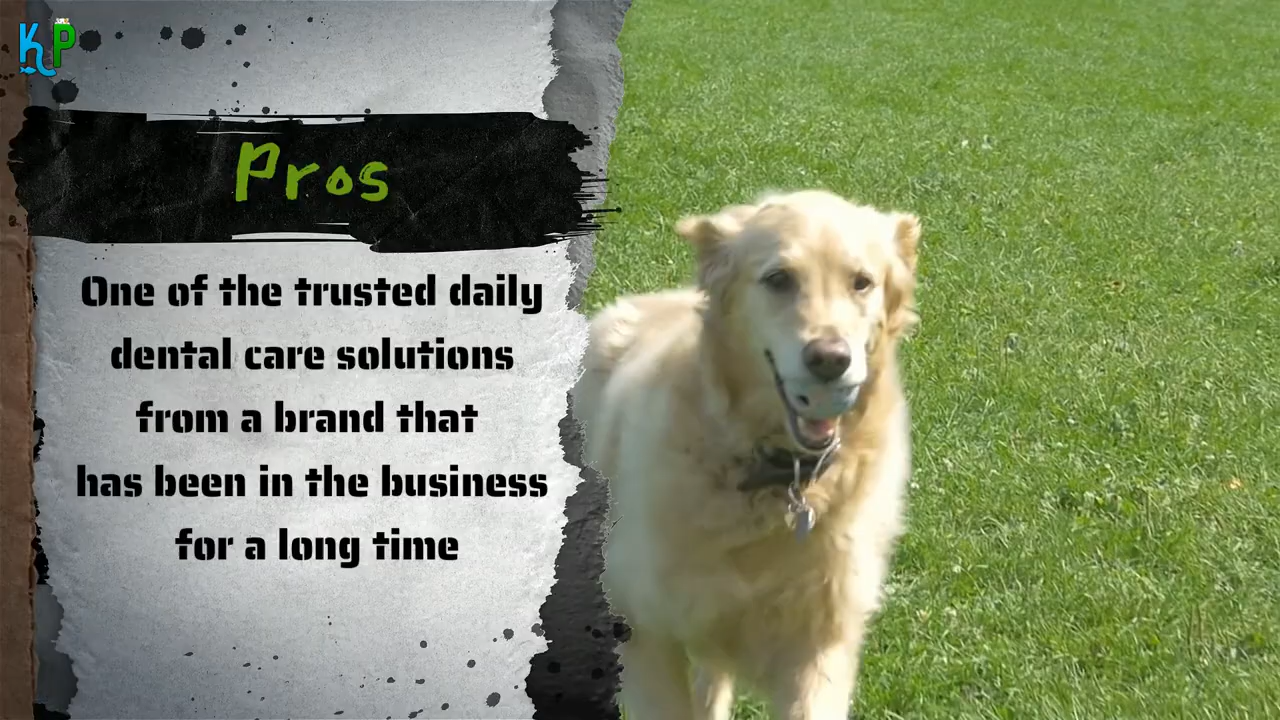 KP
Pros
One of the trusted daily
dental care solutions
from a brand that
has been in the business
for a long time